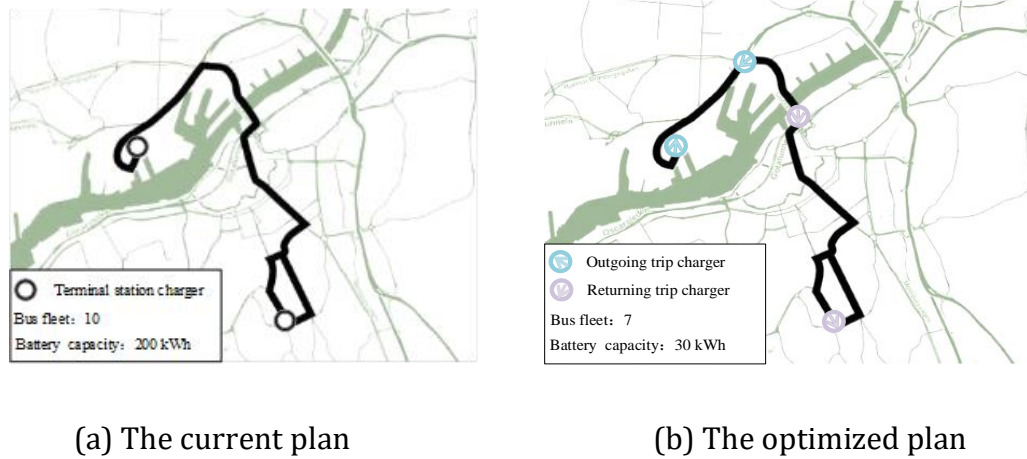 Terminal station charger
Bus fleet: 10
Battery capacity: 200 kWh
Outgoing trip charger
Returning trip charger
Bus fleet: 7
Battery capacity: 30 kWh
(a) The current plan
(b) The optimized plan